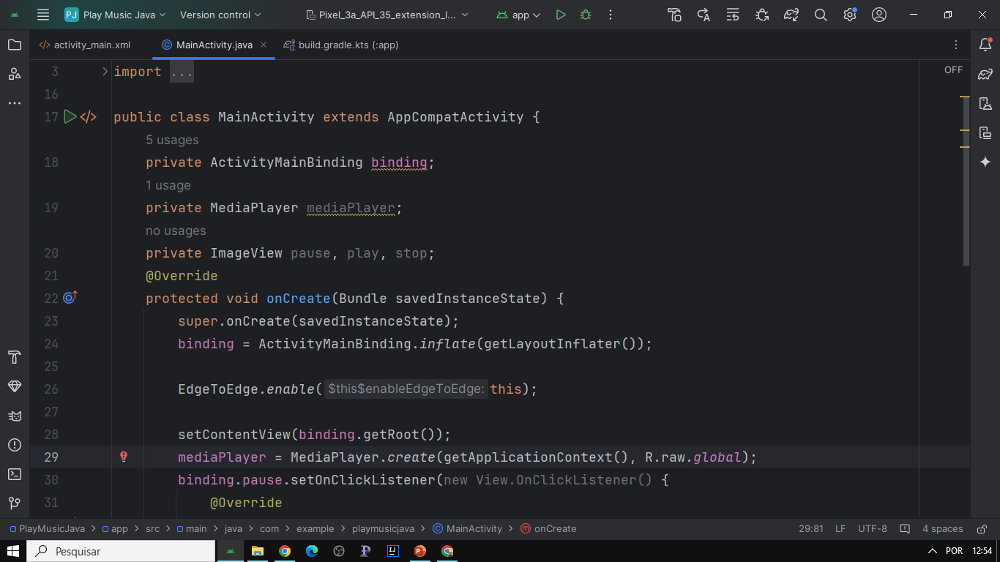 PJ Play Music Java Version control Pixel_3a_API_35_extension_l... app
activity_main.xml MainActivity.java build.gradle.kts (:app)
3 import ... OFF
16
17 public class MainActivity extends AppCompatActivity {
5 usages
18 private ActivityMainBinding binding;
1 usage
19 private MediaPlayer mediaPlayer;
no usages
20 private ImageView pause, play, stop;
21 @Override
22 protected void onCreate(Bundle savedInstanceState) {
23 super.onCreate(savedInstanceState);
24 binding = ActivityMainBinding.inflate(getLayoutInflater());
25
26 EdgeToEdge.enable( $this$enableEdgeToEdge: this);
27
28 setContentView(binding.getRoot());
29 mediaPlayer = MediaPlayer.create(getApplicationContext(), R.raw.global);
30 binding.pause.setOnClickListener(new View.OnClickListener() {
31 @Override
PlayMusicJava > app > src > main > java > com > example > playmusicjava > MainActivity > onCreate 29:81 LF UTF-8 4 spaces
Pesquisar POR 12:54